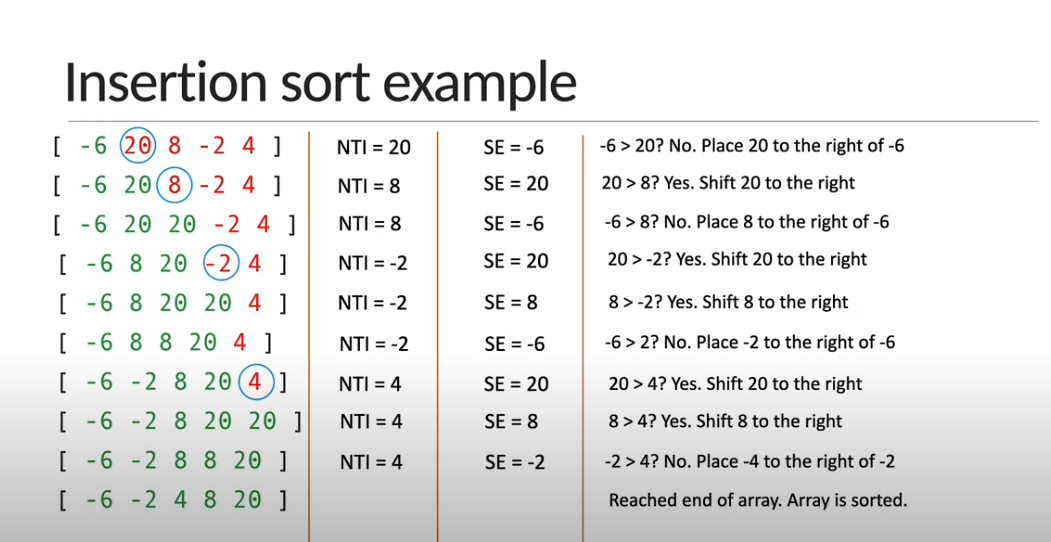 Insertion sort example
[ -6 20 8 -2 4 ] NTI = 20 SE = -6 -6 > 20? No. Place 20 to the right of -6
[ -6 20 8 -2 4 ] NTI = 8 SE = 20 20 > 8? Yes. Shift 20 to the right
[ -6 20 20 -2 4 ] NTI = 8 SE = -6 -6 > 8? No. Place 8 to the right of -6
[ -6 8 20 -2 4 ] NTI = -2 SE = 20 20 > -2? Yes. Shift 20 to the right
[ -6 8 20 20 4 ] NTI = -2 SE = 8 8 > -2? Yes. Shift 8 to the right
[ -6 8 8 20 4 ] NTI = -2 SE = -6 -6 > 2? No. Place -2 to the right of -6
[ -6 -2 8 20 4 ] NTI = 4 SE = 20 20 > 4? Yes. Shift 20 to the right
[ -6 -2 8 20 20 ] NTI = 4 SE = 8 8 > 4? Yes. Shift 8 to the right
[ -6 -2 8 8 20 ] NTI = 4 SE = -2 -2 > 4? No. Place -4 to the right of -2
[ -6 -2 4 8 20 ] Reached end of array. Array is sorted.